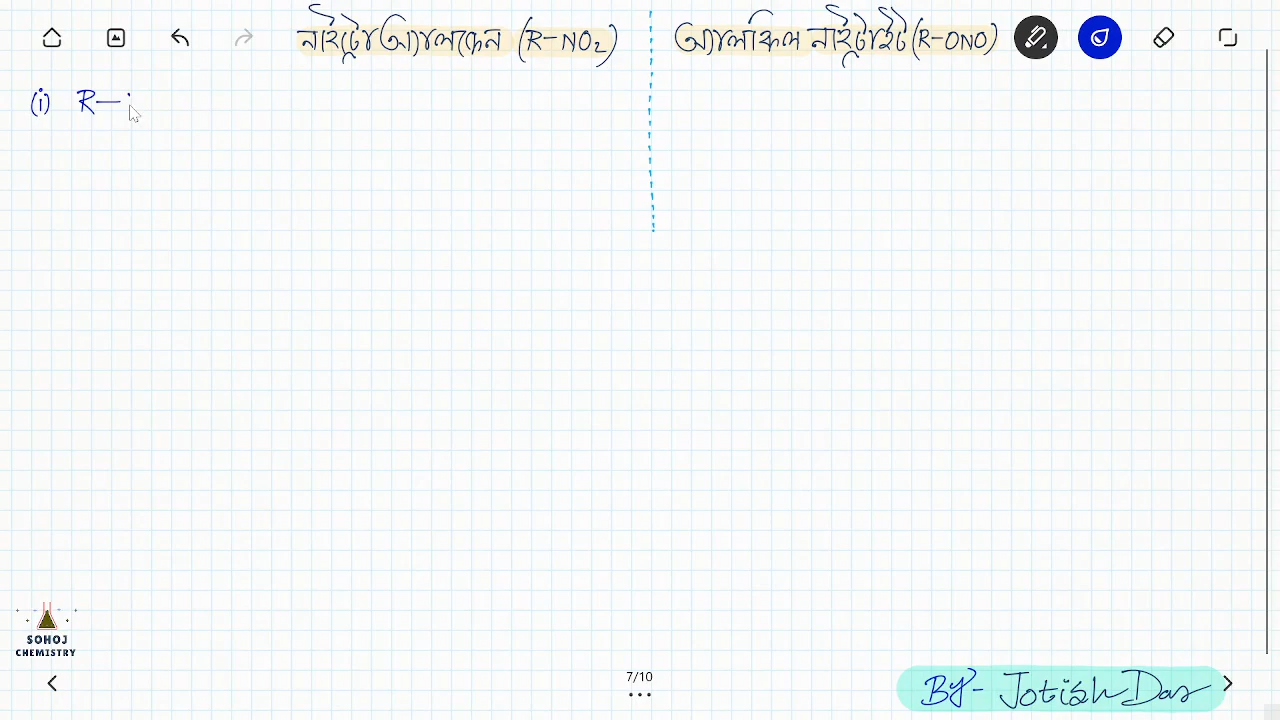 নাইট্রো অ্যালকেন (R-NO₂)
অ্যালকিল নাইট্রাইট (R-ONO)
(i) R—
SOHOJ
CHEMISTRY
7/10
By- Jotish Das